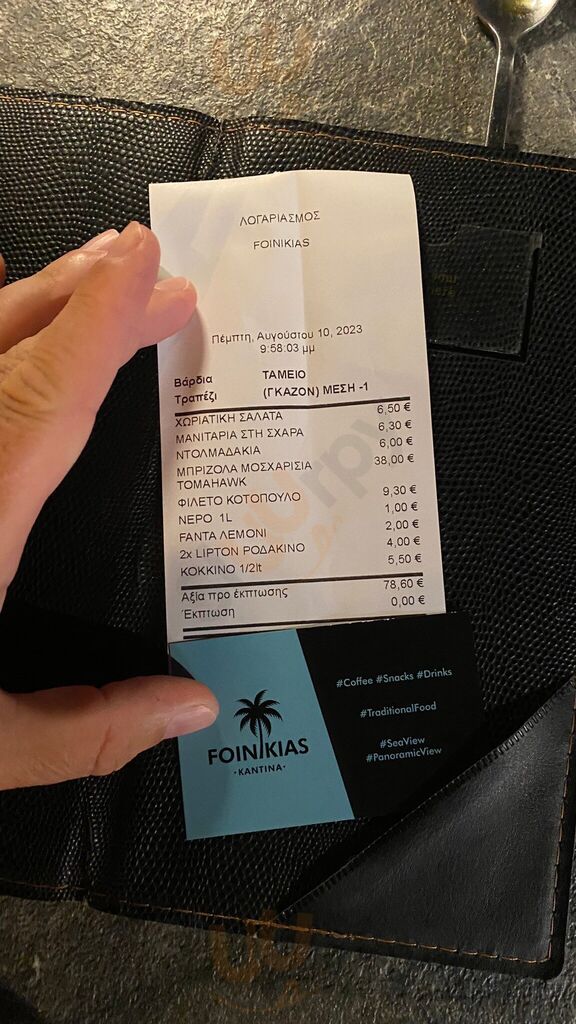 ΛΟΓΑΡΙΑΣΜΟΣ
FOINIKIAS
Πέμπτη, Αυγούστου 10, 2023
9:58:03 μμ
Βάρδια ΤΑΜΕΙΟ
Τραπέζι (ΓΚΑΖΟΝ) ΜΕΣΗ -1
ΧΩΡΙΑΤΙΚΗ ΣΑΛΑΤΑ 6,50 €
ΜΑΝΙΤΑΡΙΑ ΣΤΗ ΣΧΑΡΑ 6,30 €
ΝΤΟΛΜΑΔΑΚΙΑ 6,00 €
ΜΠΡΙΖΟΛΑ ΜΟΣΧΑΡΙΣΙΑ 38,00 €
TOMAHAWK
ΦΙΛΕΤΟ ΚΟΤΟΠΟΥΛΟ 9,30 €
ΝΕΡΟ 1L 1,00 €
FANTA ΛΕΜΟΝΙ 2,00 €
2x LIPTON ΡΟΔΑΚΙΝΟ 4,00 €
ΚΟΚΚΙΝΟ 1/2lt 5,50 €
Αξία προ έκπτωσης 78,60 €
Έκπτωση 0,00 €
FOINIKIAS
·KANTINA·
#Coffee #Snacks #Drinks
#TraditionalFood
#SeaView
#PanoramicView